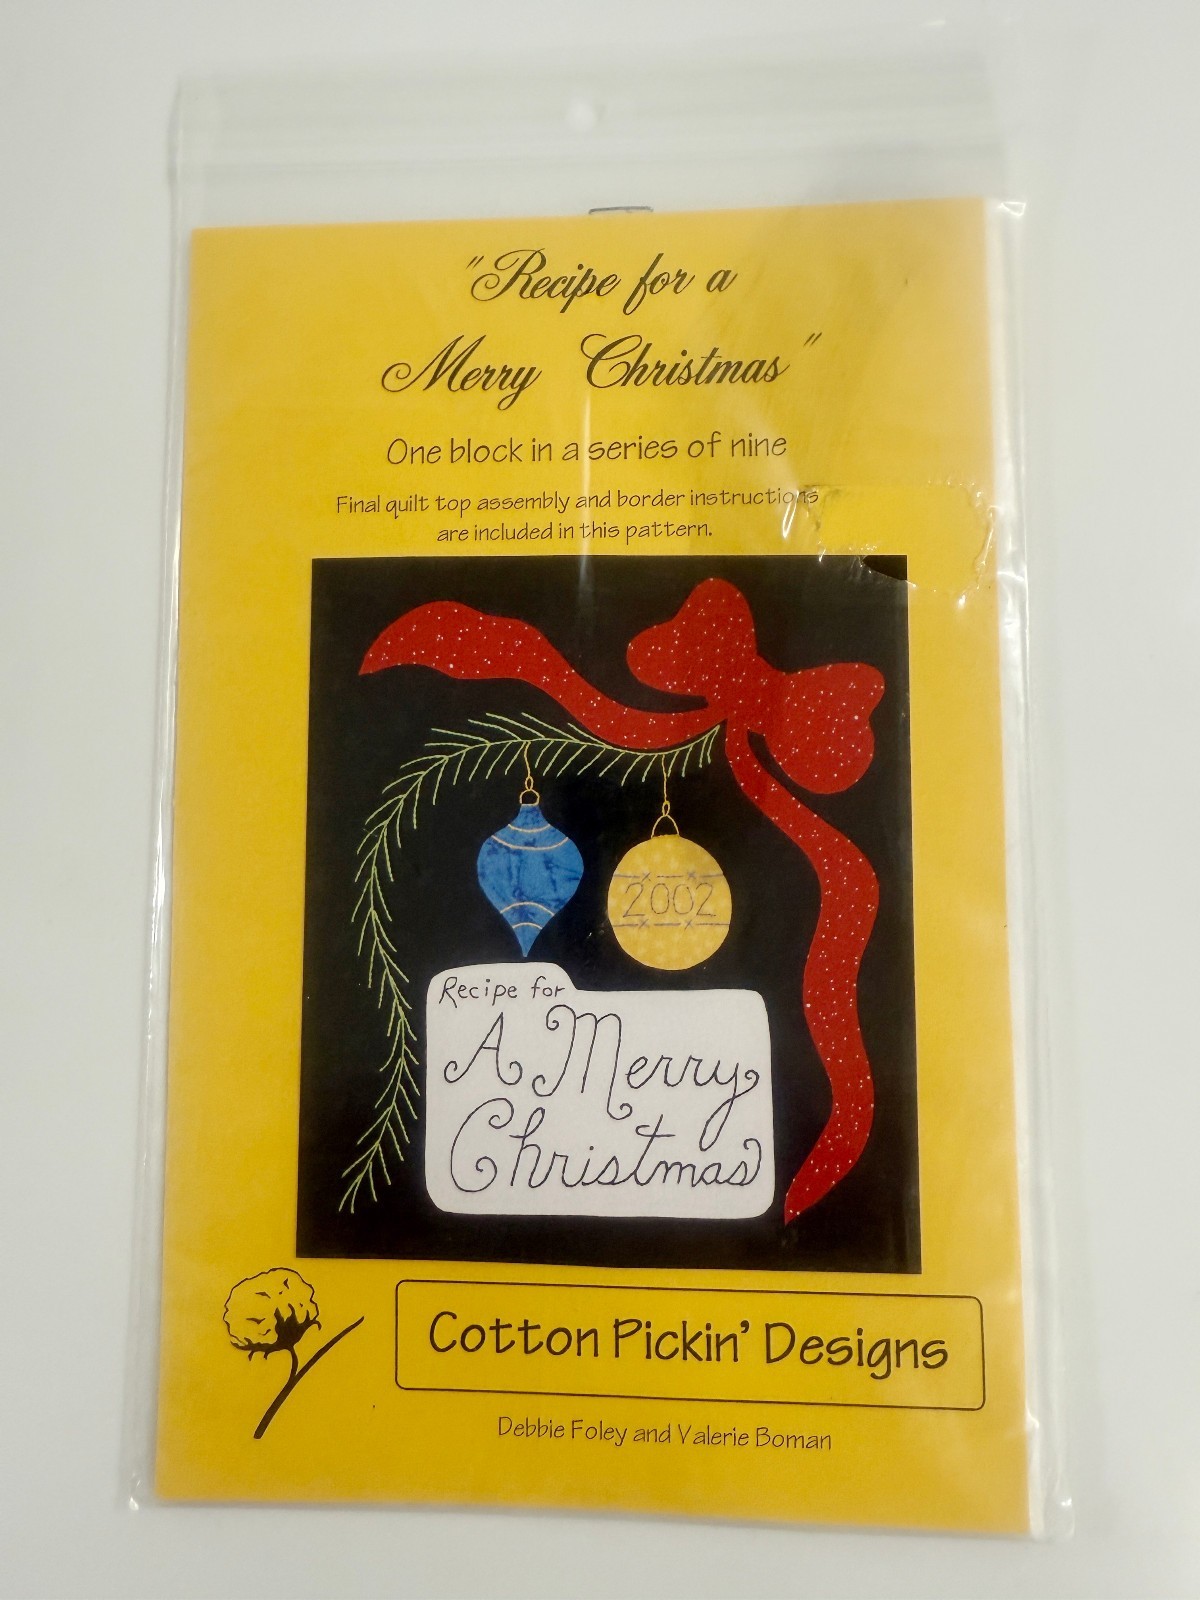 "Recipe for a
Merry Christmas"
One block in a series of nine
Final quilt top assembly and border instructions
are included in this pattern.
2002
Recipe for
A Merry
Christmas
Cotton Pickin' Designs
Debbie Foley and Valerie Boman